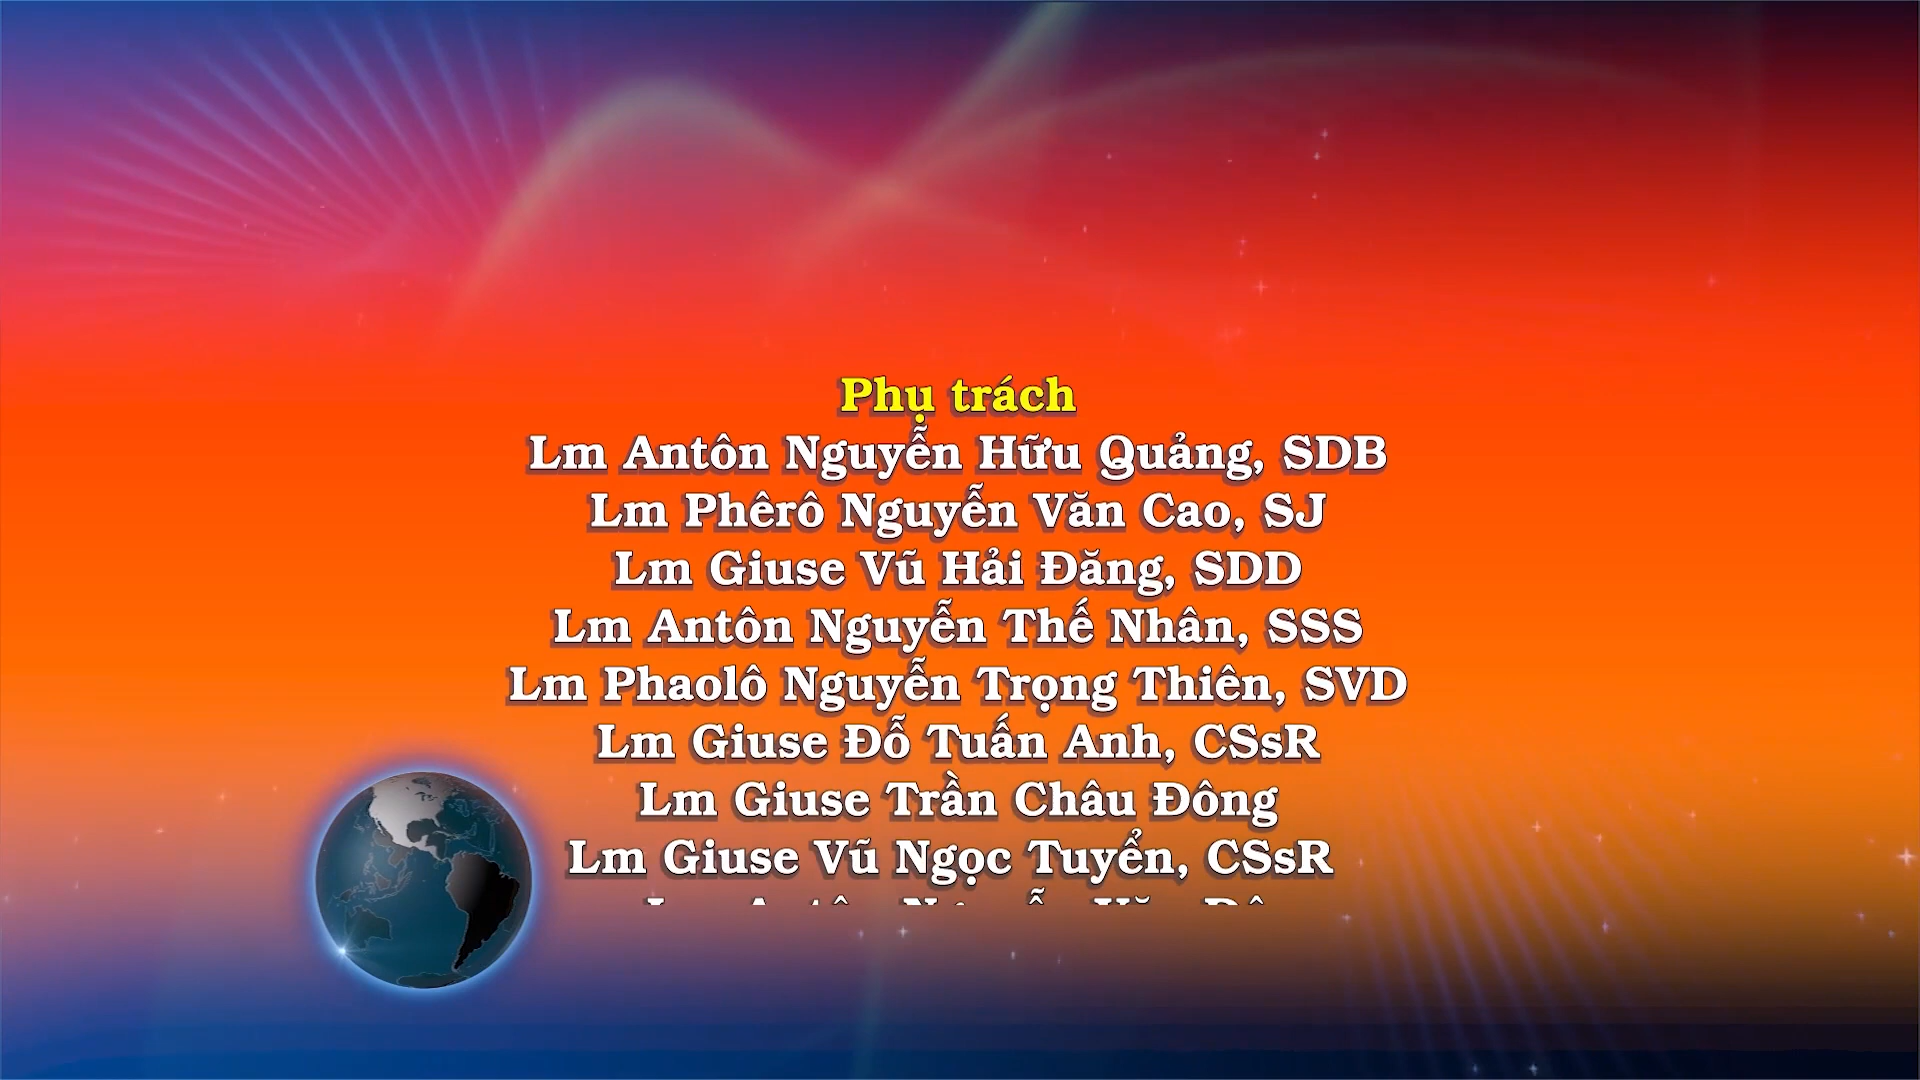 Phụ trách
Lm Antôn Nguyễn Hữu Quảng, SDB
Lm Phêrô Nguyễn Văn Cao, SJ
Lm Giuse Vũ Hải Đăng, SDD
Lm Antôn Nguyễn Thế Nhân, SSS
Lm Phaolô Nguyễn Trọng Thiên, SVD
Lm Giuse Đỗ Tuấn Anh, CSsR
Lm Giuse Trần Châu Đông
Lm Giuse Vũ Ngọc Tuyển, CSsR